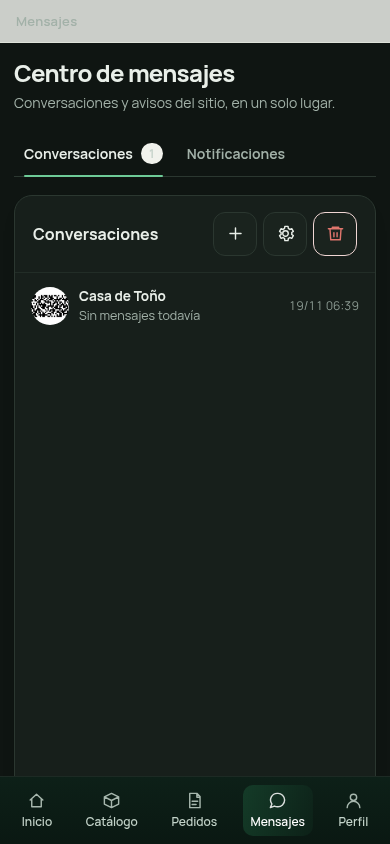 Mensajes
Centro de mensajes
Conversaciones y avisos del sitio, en un solo lugar.
Conversaciones 1
Notificaciones
Conversaciones
Casa de Toño
Sin mensajes todavía
19/11 06:39
Inicio
Catálogo
Pedidos
Mensajes
Perfil